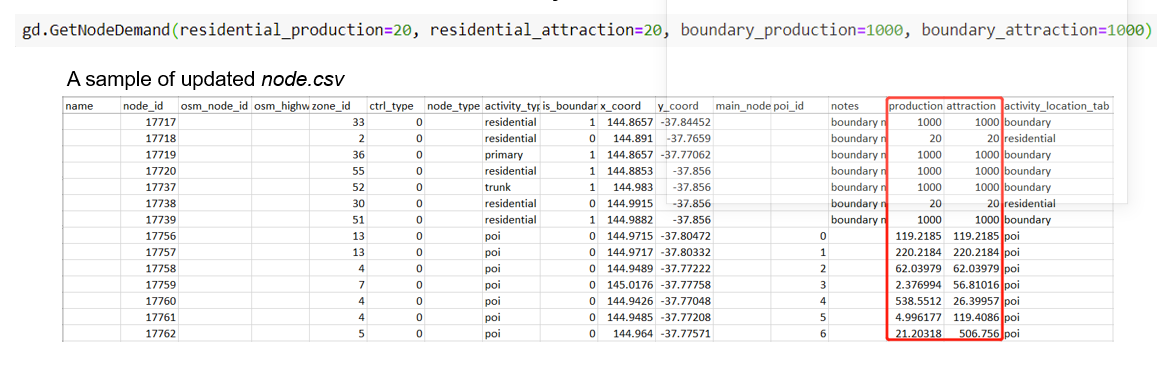 gd.GetNodeDemand(residential_production=20, residential_attraction=20, boundary_production=1000, boundary_attraction=1000)
A sample of updated node.csv
name node_id osm_node_id osm_highw zone_id ctrl_type node_type activity_typ is_boundar x_coord y_coord main_node poi_id notes production attraction activity_location_tab
17717 33 0 residential 1 144.8657 -37.84452 boundary n 1000 1000 boundary
17718 2 0 residential 0 144.891 -37.7659 boundary n 20 20 residential
17719 36 0 primary 1 144.8657 -37.77062 boundary n 1000 1000 boundary
17720 55 0 residential 1 144.8853 -37.856 boundary n 1000 1000 boundary
17737 52 0 trunk 1 144.983 -37.856 boundary n 1000 1000 boundary
17738 30 0 residential 0 144.9915 -37.856 boundary n 20 20 residential
17739 51 0 residential 1 144.9882 -37.856 boundary n 1000 1000 boundary
17756 13 0 poi 0 144.9715 -37.80472 0 119.2185 119.2185 poi
17757 13 0 poi 0 144.9717 -37.80332 1 220.2184 220.2184 poi
17758 4 0 poi 0 144.9489 -37.77222 2 62.03979 62.03979 poi
17759 7 0 poi 0 145.0176 -37.77758 3 2.376994 56.81016 poi
17760 4 0 poi 0 144.9426 -37.77048 4 538.5512 26.39957 poi
17761 4 0 poi 0 144.9485 -37.77208 5 4.996177 119.4086 poi
17762 5 0 poi 0 144.964 -37.77571 6 21.20318 506.756 poi